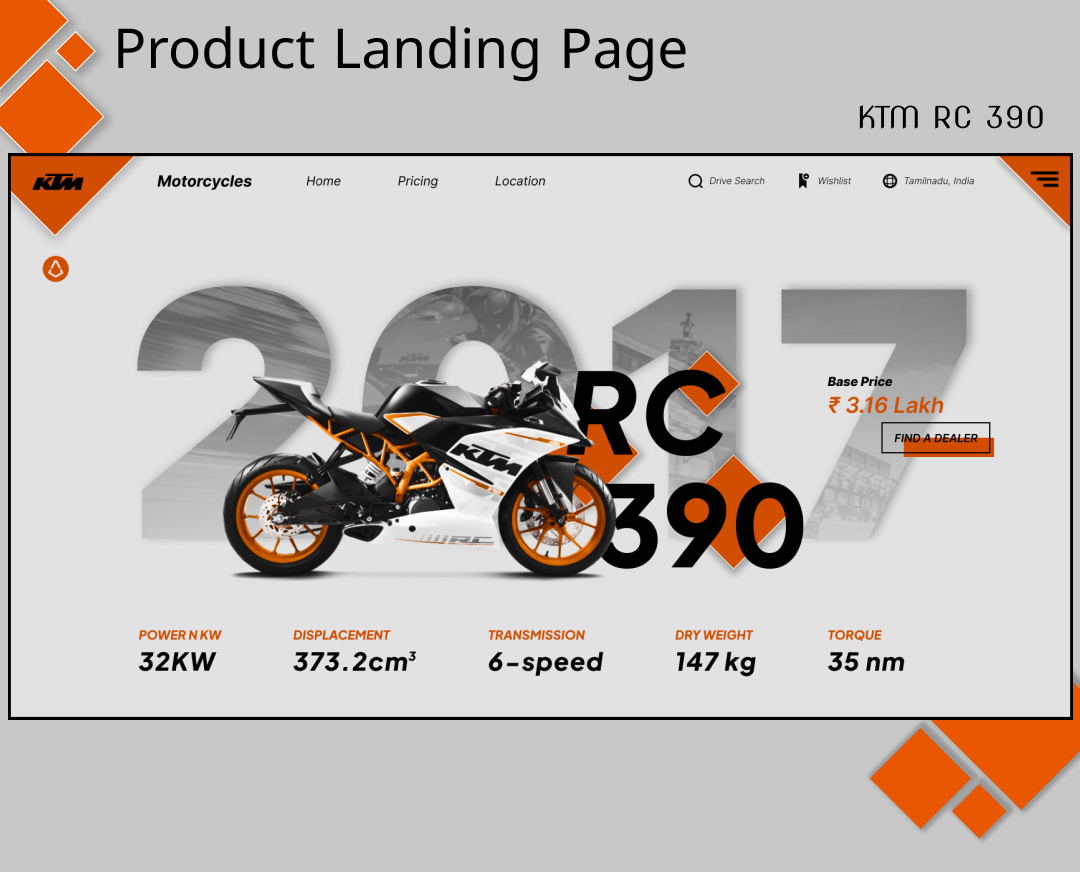 Product Landing Page
KTM RC 390
KTM
Motorcycles
Home
Pricing
Location
Drive Search
Wishlist
Tamilnadu, India
2017
RC
390
KTM
RC
Base Price
₹ 3.16 Lakh
FIND A DEALER
POWER N KW
DISPLACEMENT
TRANSMISSION
DRY WEIGHT
TORQUE
32KW
373.2cm³
6-speed
147 kg
35 nm